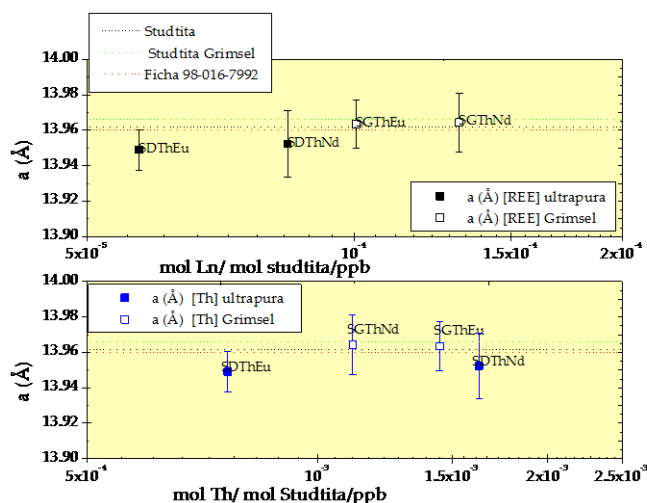 Studtita
Studtita Grimsel
Ficha 98-016-7992
14.00
13.98
13.96
13.94
13.92
13.90
a (Å)
SDThEu
SDThNd
SGThEu
SGThNd
a (Å) [REE] ultrapura
a (Å) [REE] Grimsel
5x10⁻⁵
10⁻⁴
1.5x10⁻⁴
2x10⁻⁴
mol Ln/ mol studtita/ppb
14.00
13.98
13.96
13.94
13.92
13.90
a (Å)
a (Å) [Th] ultrapura
a (Å) [Th] Grimsel
SDThEu
SGThNd
SGThEu
SDThNd
5x10⁻⁴
10⁻³
1.5x10⁻³
2x10⁻³
2.5x10⁻³
mol Th/ mol Studtita/ppb